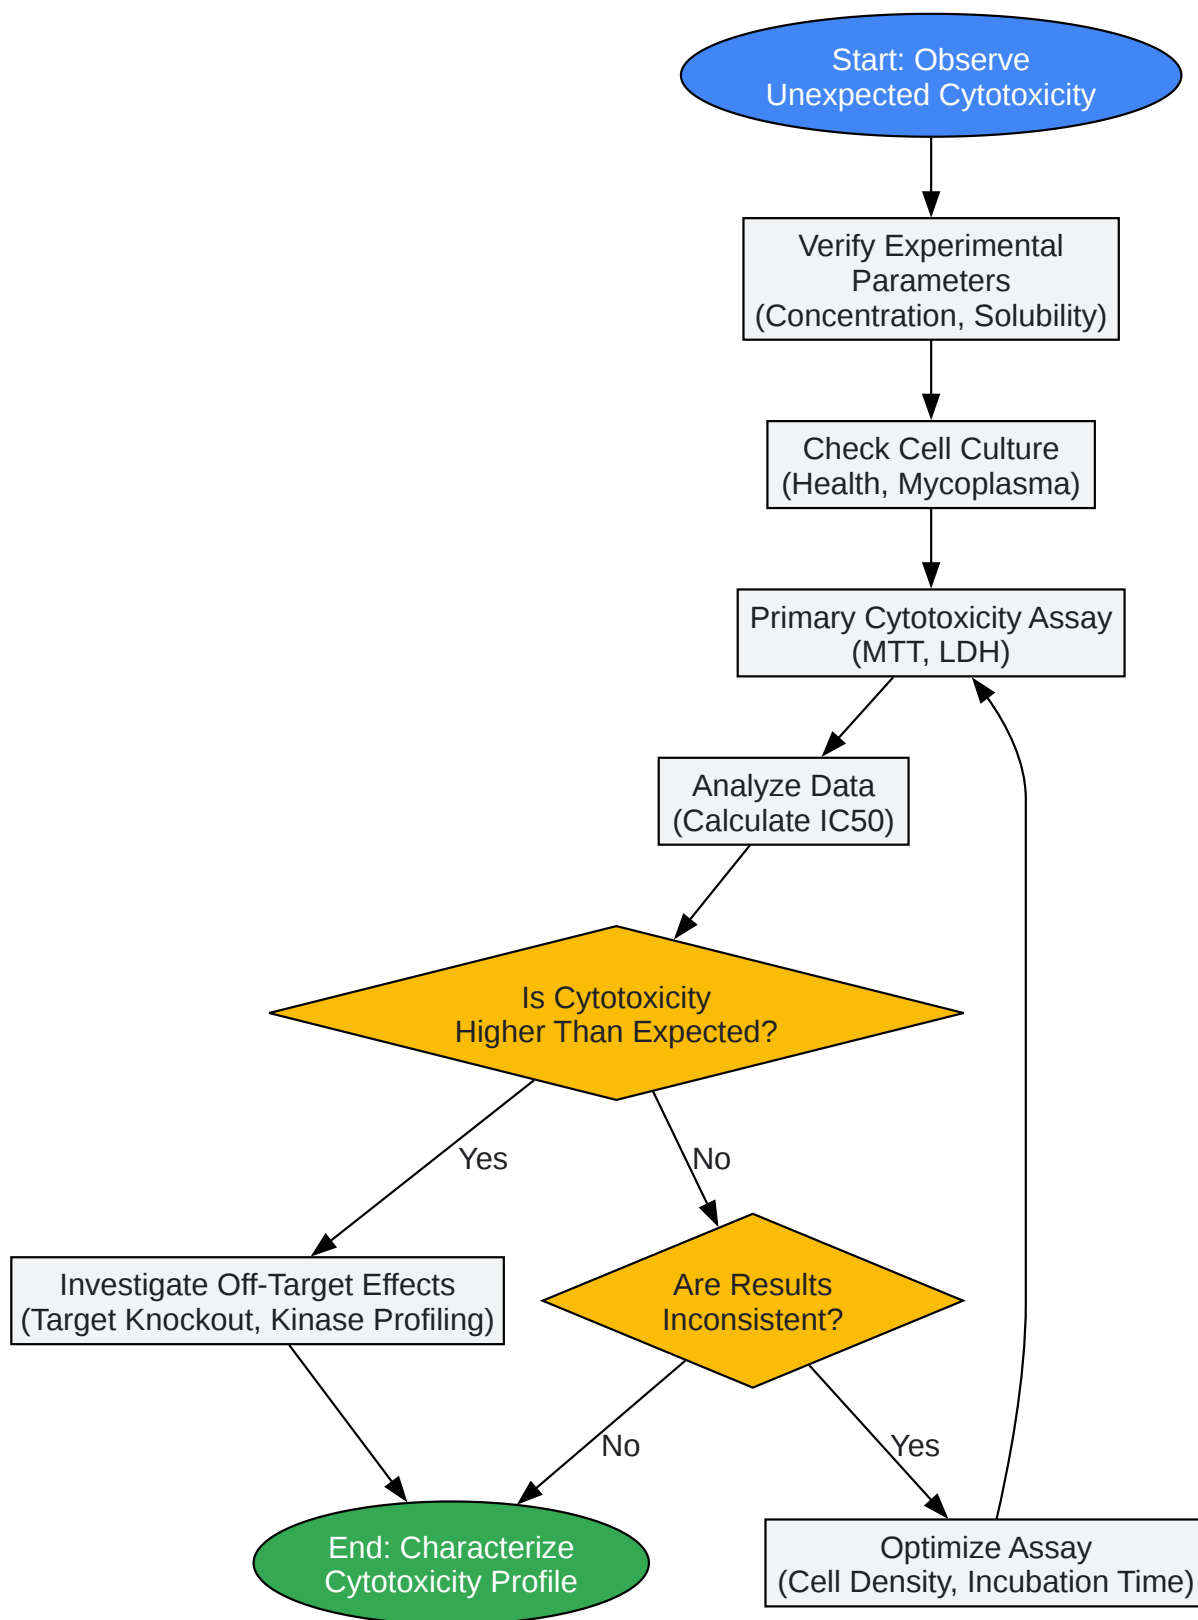 Start: Observe
Unexpected Cytotoxicity
Verify Experimental
Parameters
(Concentration, Solubility)
Check Cell Culture
(Health, Mycoplasma)
Primary Cytotoxicity Assay
(MTT, LDH)
Analyze Data
(Calculate IC50)
Is Cytotoxicity
Higher Than Expected?
Yes
No
Investigate Off-Target Effects
(Target Knockout, Kinase Profiling)
Are Results
Inconsistent?
No
Yes
End: Characterize
Cytotoxicity Profile
Optimize Assay
(Cell Density, Incubation Time)